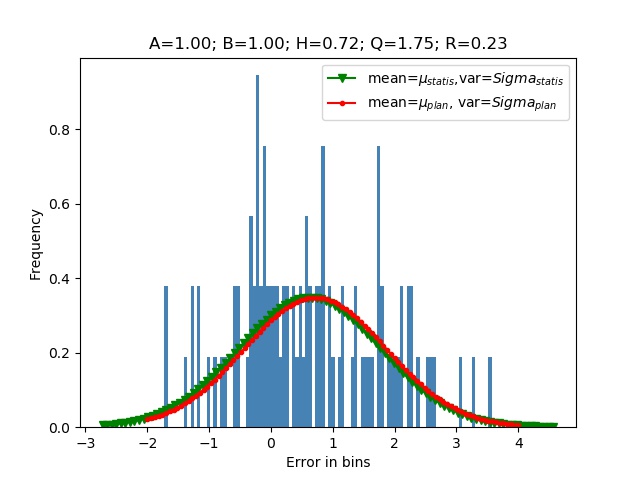 A=1.00; B=1.00; H=0.72; Q=1.75; R=0.23
mean=μstatis,var=Sigmastatis
mean=μplan, var=Sigmaplan
Frequency
0.8
0.6
0.4
0.2
0.0
−3 −2 −1 0 1 2 3 4
Error in bins